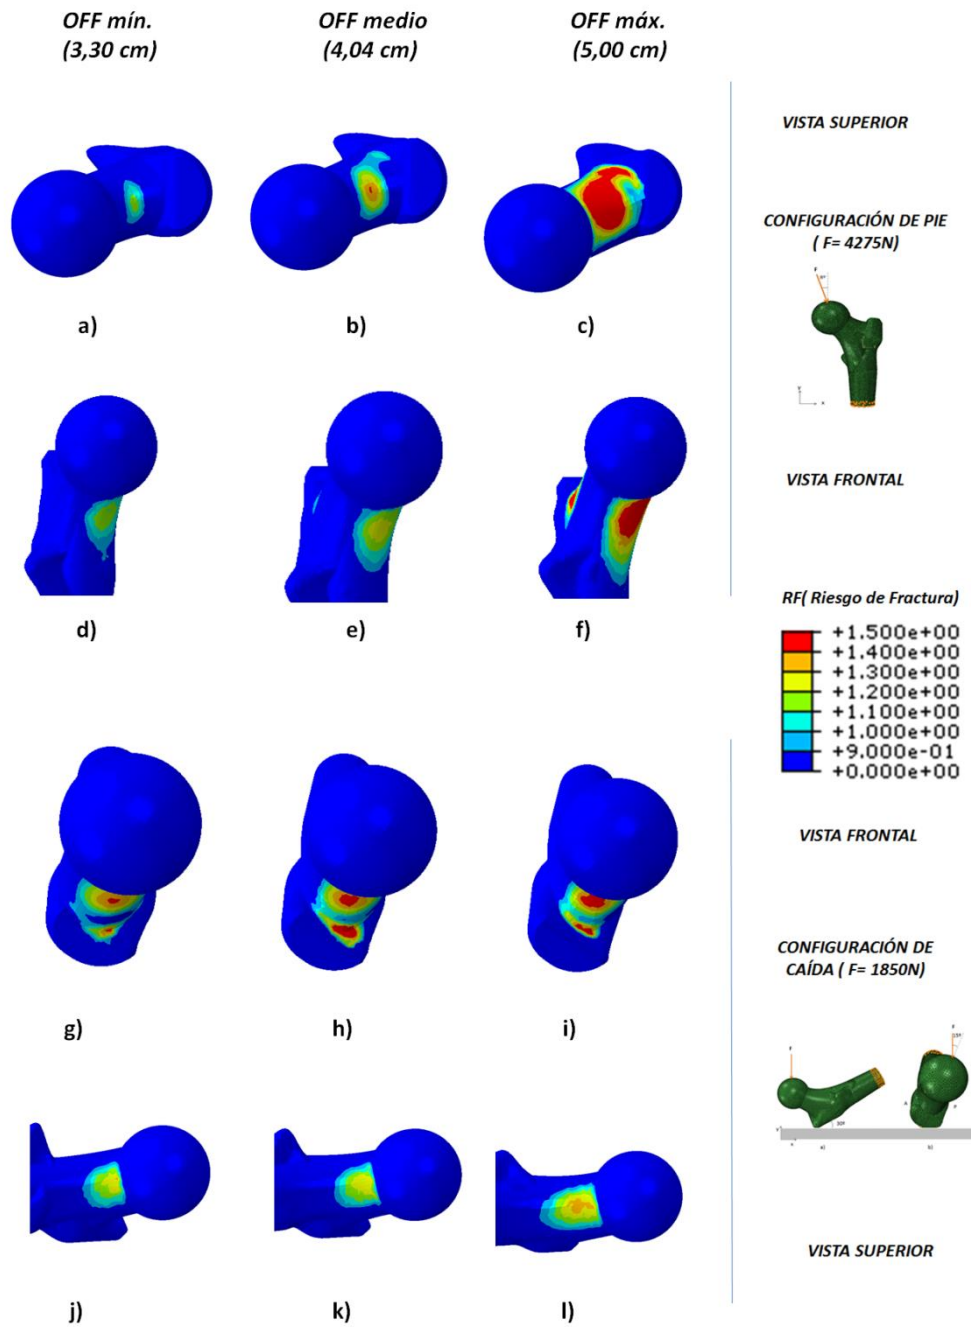 OFF mín.
(3,30 cm)
OFF medio
(4,04 cm)
OFF máx.
(5,00 cm)
VISTA SUPERIOR
CONFIGURACIÓN DE PIE
( F= 4275N)
F
a)
b)
c)
VISTA FRONTAL
d)
e)
f)
RF( Riesgo de Fractura)
+1.500e+00
+1.400e+00
+1.300e+00
+1.200e+00
+1.100e+00
+1.000e+00
+9.000e-01
+0.000e+00
VISTA FRONTAL
CONFIGURACIÓN DE
CAÍDA ( F= 1850N)
g)
h)
i)
F
F
15º
A
P
30º
a)
b)
VISTA SUPERIOR
j)
k)
l)